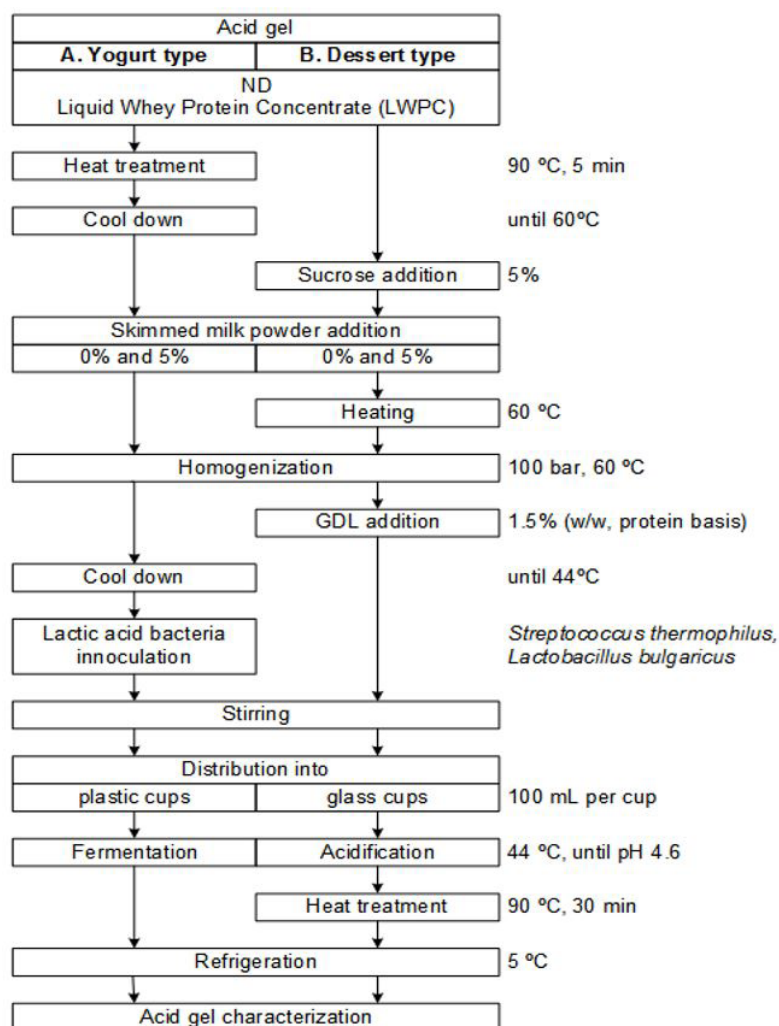 Acid gel
A. Yogurt type B. Dessert type
ND
Liquid Whey Protein Concentrate (LWPC)
Heat treatment 90 ºC, 5 min
Cool down until 60ºC
Sucrose addition 5%
Skimmed milk powder addition
0% and 5% 0% and 5%
Heating 60 ºC
Homogenization 100 bar, 60 ºC
GDL addition 1.5% (w/w, protein basis)
Cool down until 44ºC
Lactic acid bacteria Streptococcus thermophilus,
innoculation Lactobacillus bulgaricus
Stirring
Distribution into
plastic cups glass cups 100 mL per cup
Fermentation Acidification 44 ºC, until pH 4.6
Heat treatment 90 ºC, 30 min
Refrigeration 5 ºC
Acid gel characterization